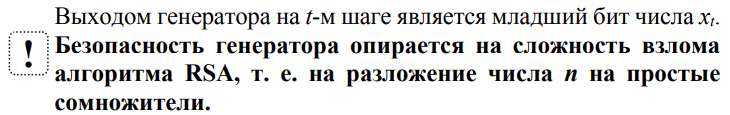 Выходом генератора на t-м шаге является младший бит числа xₜ.
! Безопасность генератора опирается на сложность взлома
алгоритма RSA, т. е. на разложение числа n на простые
сомножители.